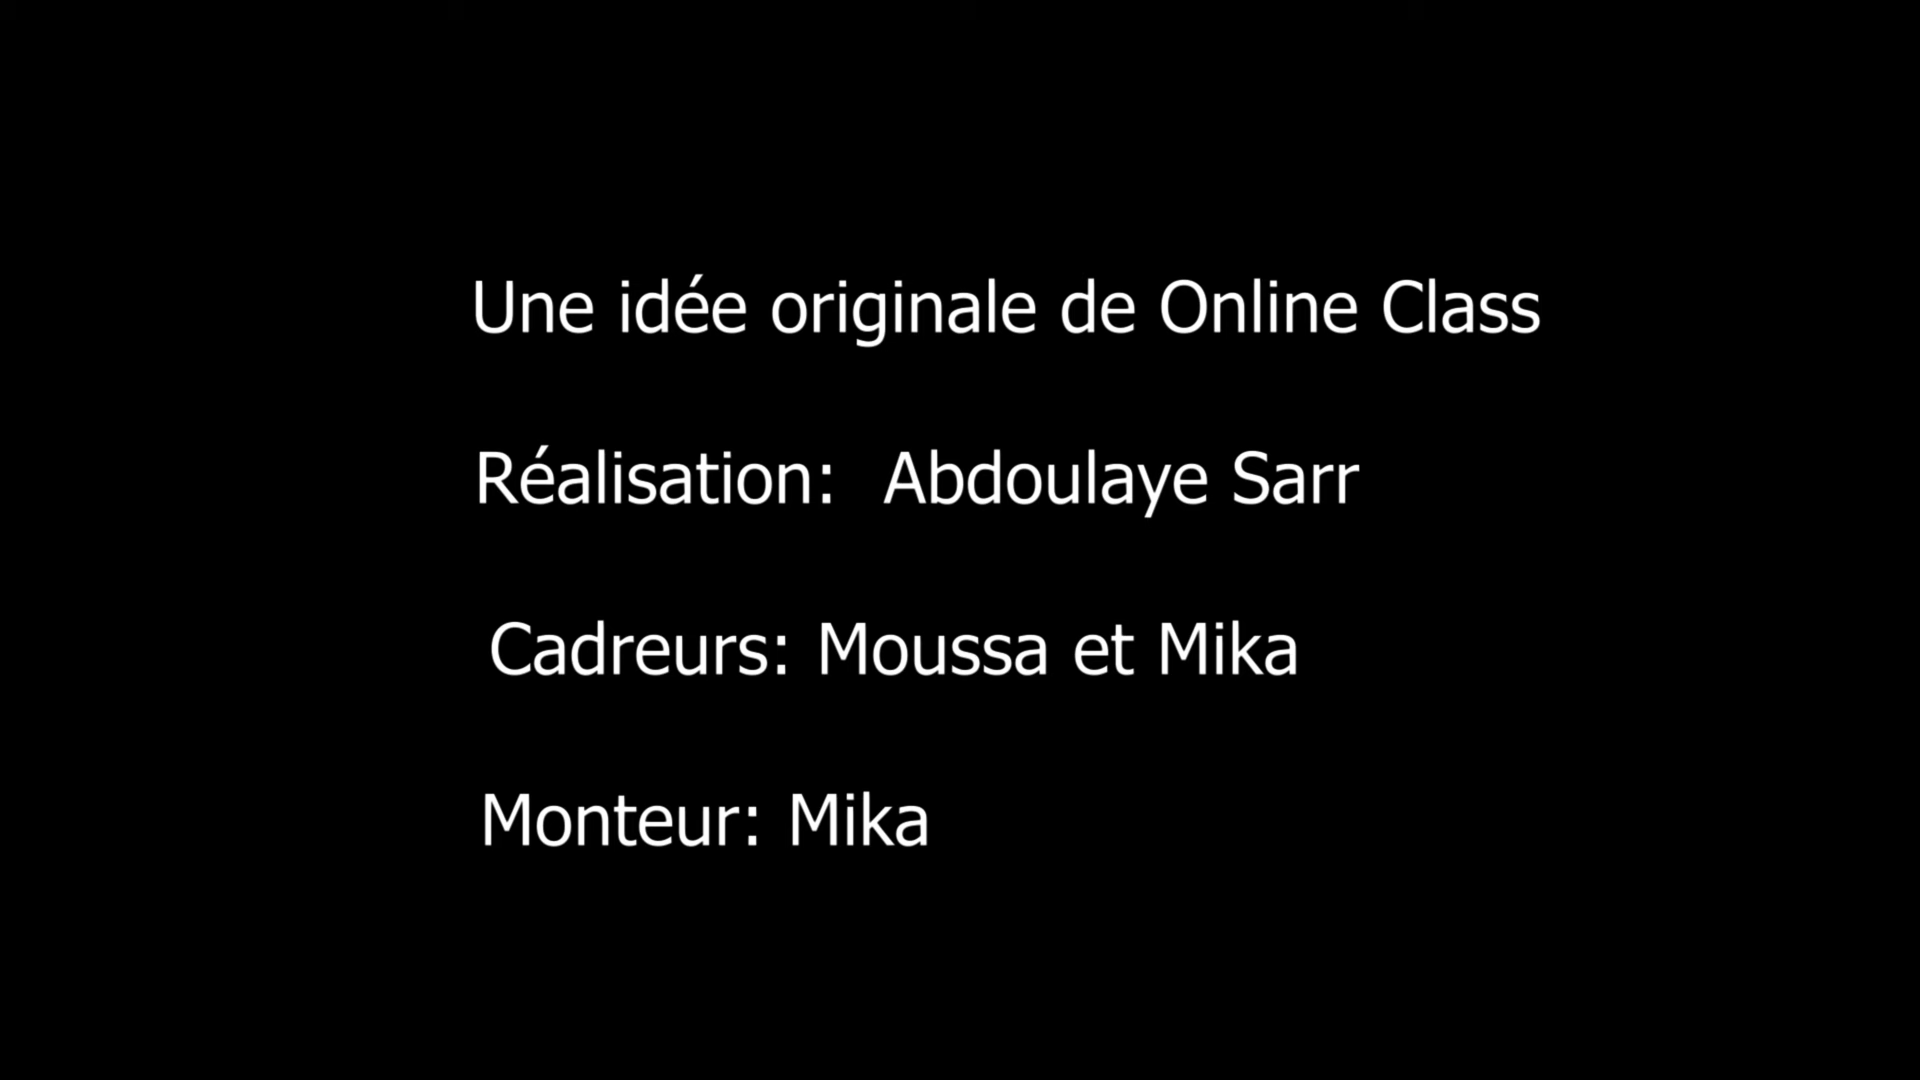 Une idée originale de Online Class
Réalisation:  Abdoulaye Sarr
Cadreurs: Moussa et Mika
Monteur: Mika